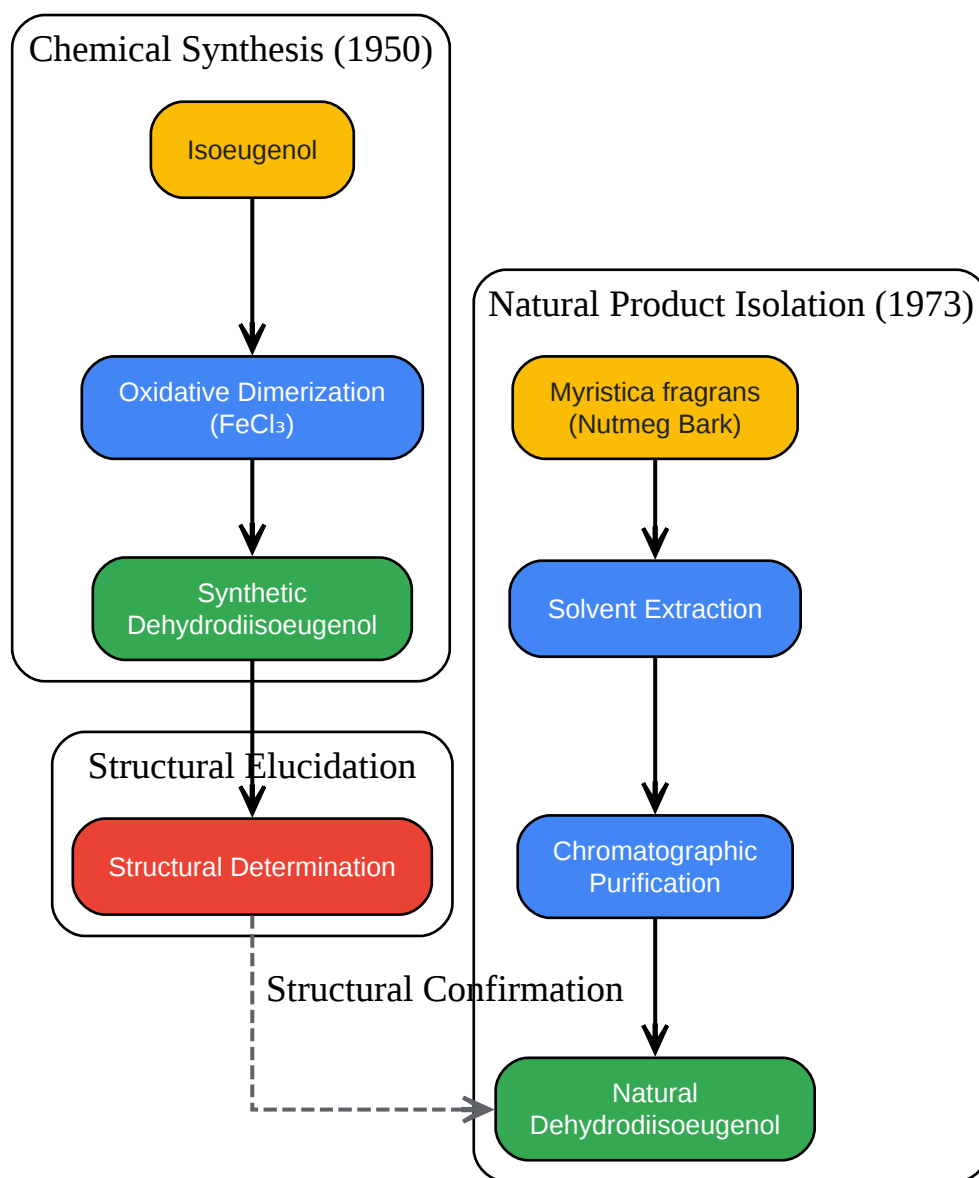 Chemical Synthesis (1950)
Isoeugenol
Oxidative Dimerization
(FeCl₃)
Synthetic
Dehydrodiisoeugenol
Structural Elucidation
Structural Determination
Structural Confirmation
Natural Product Isolation (1973)
Myristica fragrans
(Nutmeg Bark)
Solvent Extraction
Chromatographic
Purification
Natural
Dehydrodiisoeugenol